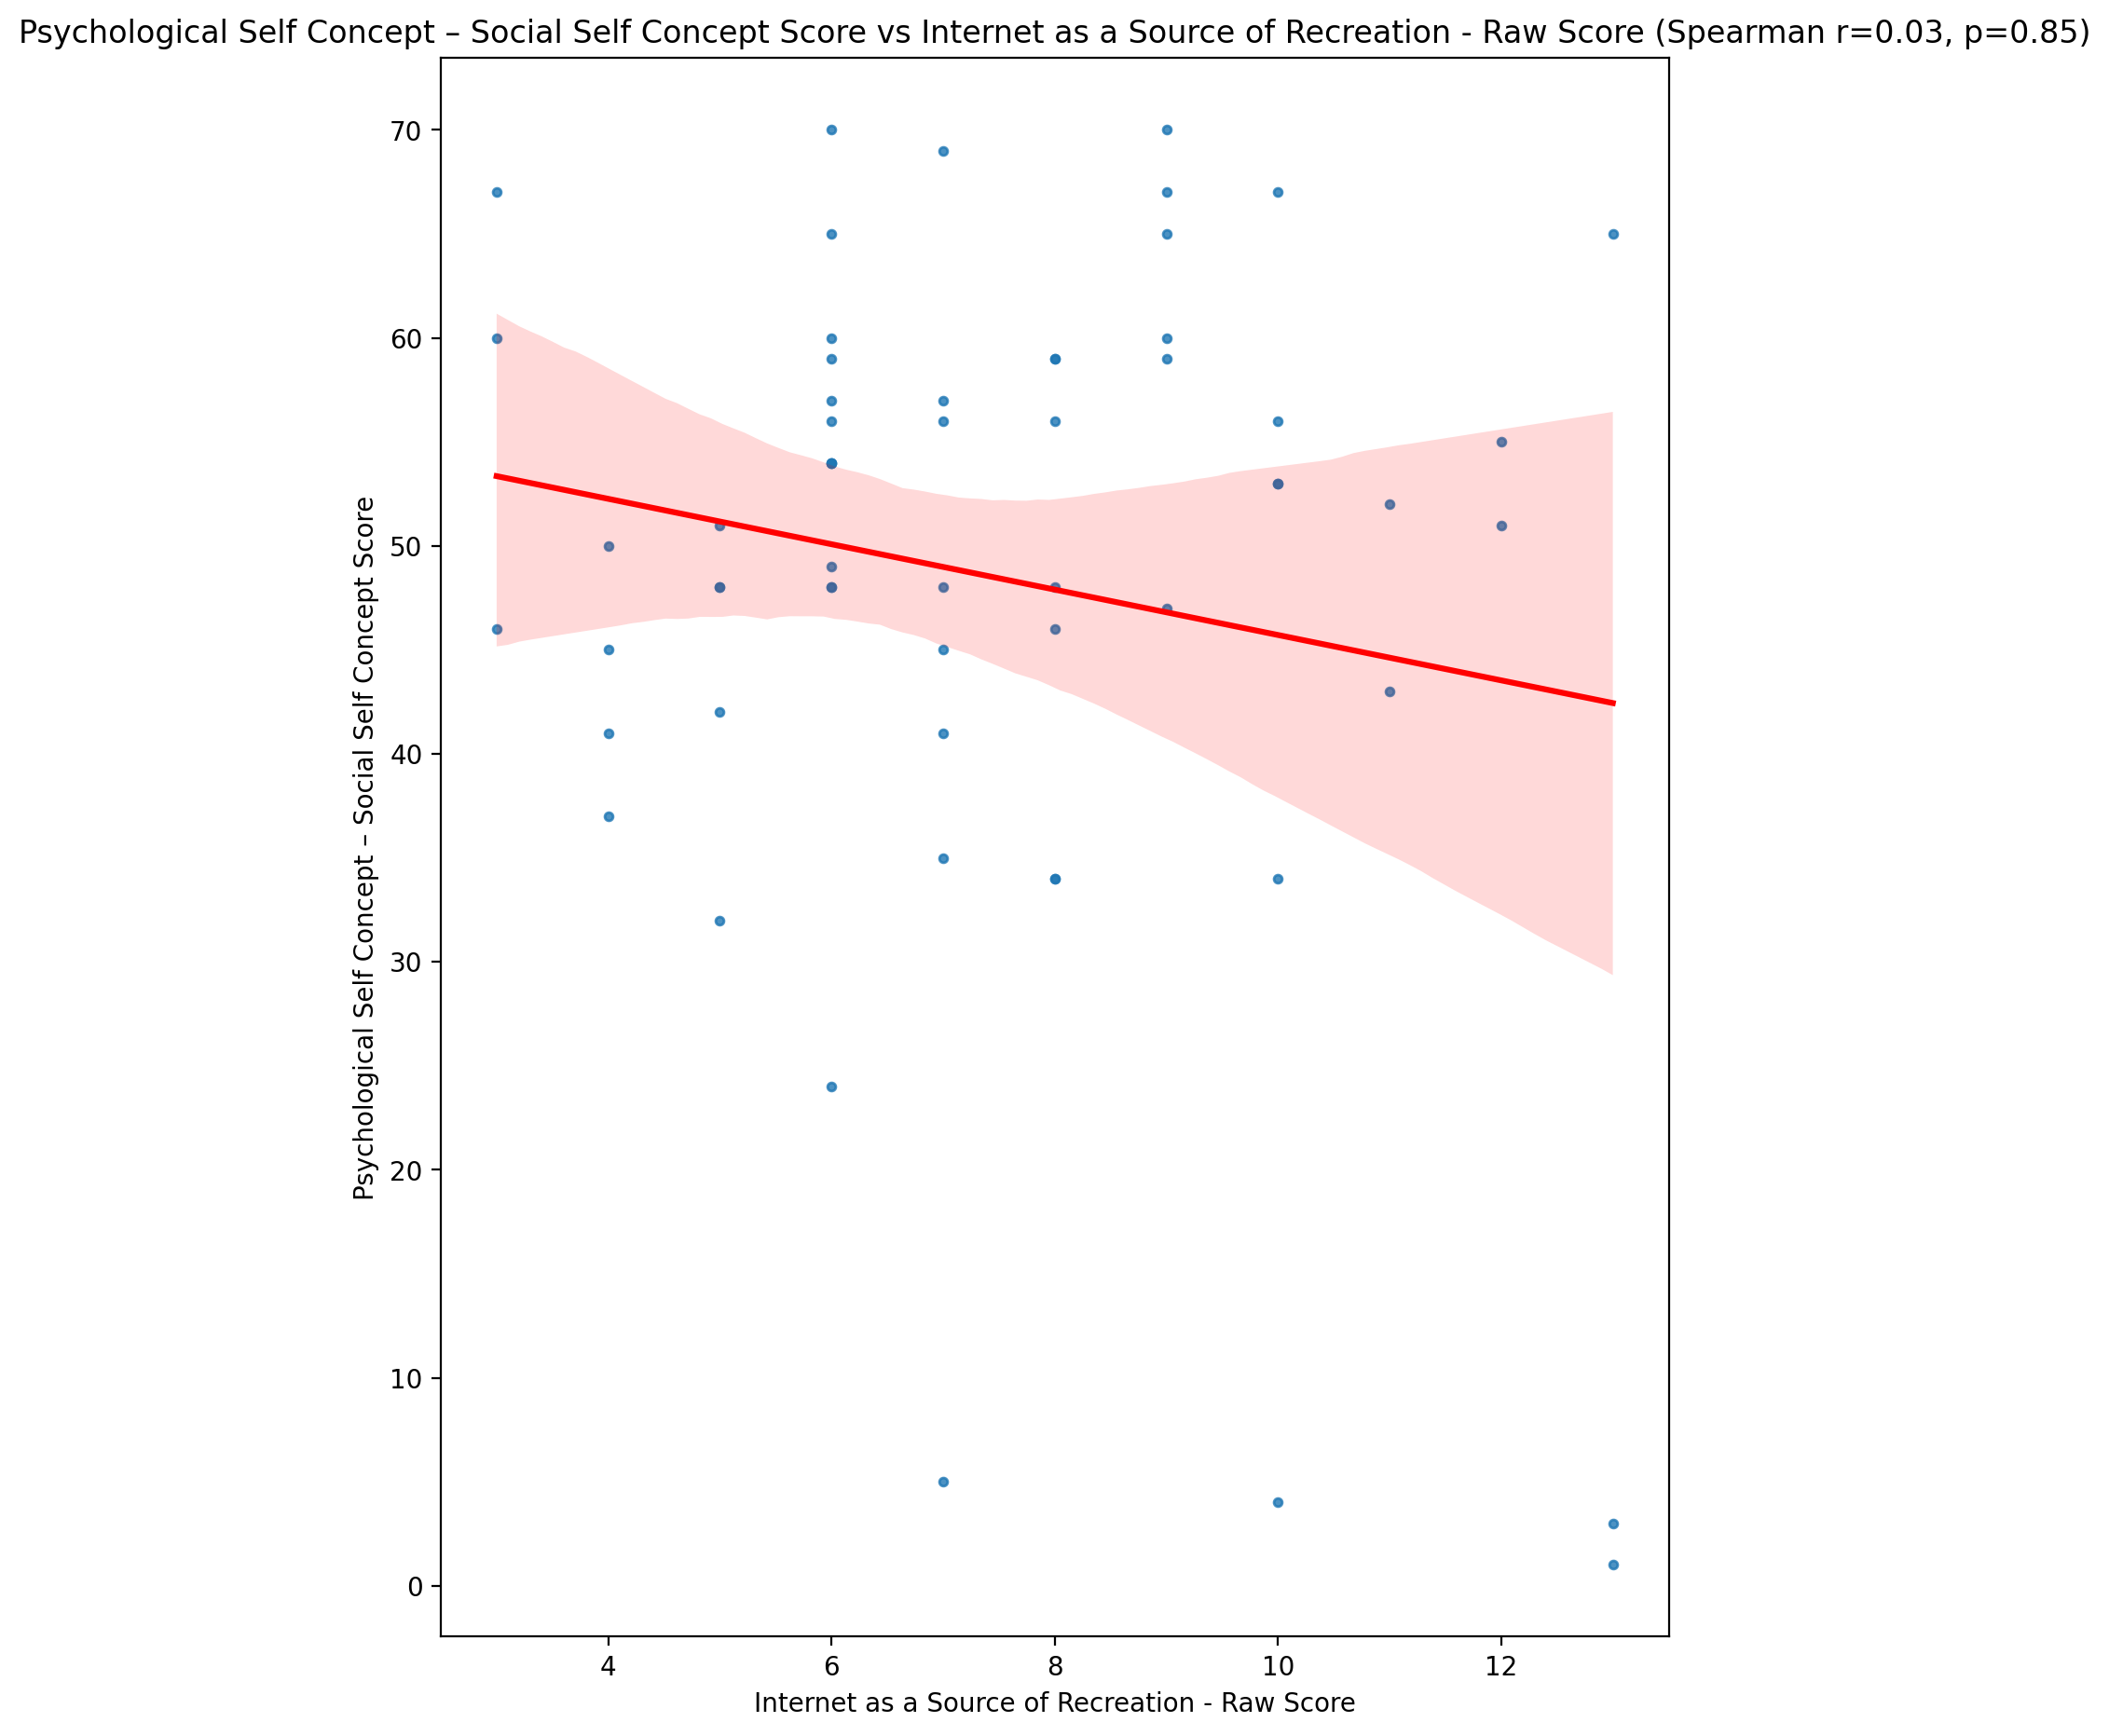 Psychological Self Concept – Social Self Concept Score vs Internet as a Source of Recreation - Raw Score (Spearman r=0.03, p=0.85)
Psychological Self Concept – Social Self Concept Score
70
60
50
40
30
20
10
0
4 6 8 10 12
Internet as a Source of Recreation - Raw Score